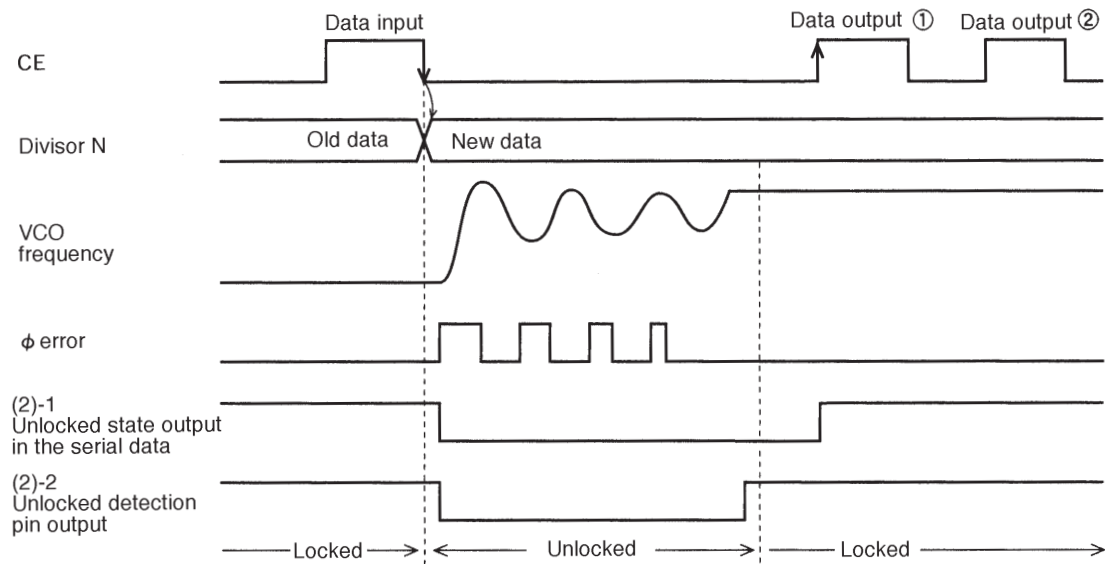 Data input
Data output ①
Data output ②
CE
Divisor N
Old data
New data
VCO
frequency
ϕ error
(2)-1
Unlocked state output
in the serial data
(2)-2
Unlocked detection
pin output
Locked
Unlocked
Locked